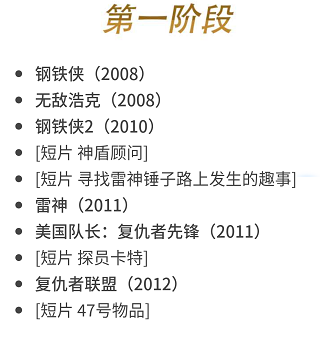 第一阶段
钢铁侠（2008）
无敌浩克（2008）
钢铁侠2（2010）
[短片 神盾顾问]
[短片 寻找雷神锤子路上发生的趣事]
雷神（2011）
美国队长：复仇者先锋（2011）
[短片 探员卡特]
复仇者联盟（2012）
[短片 47号物品]